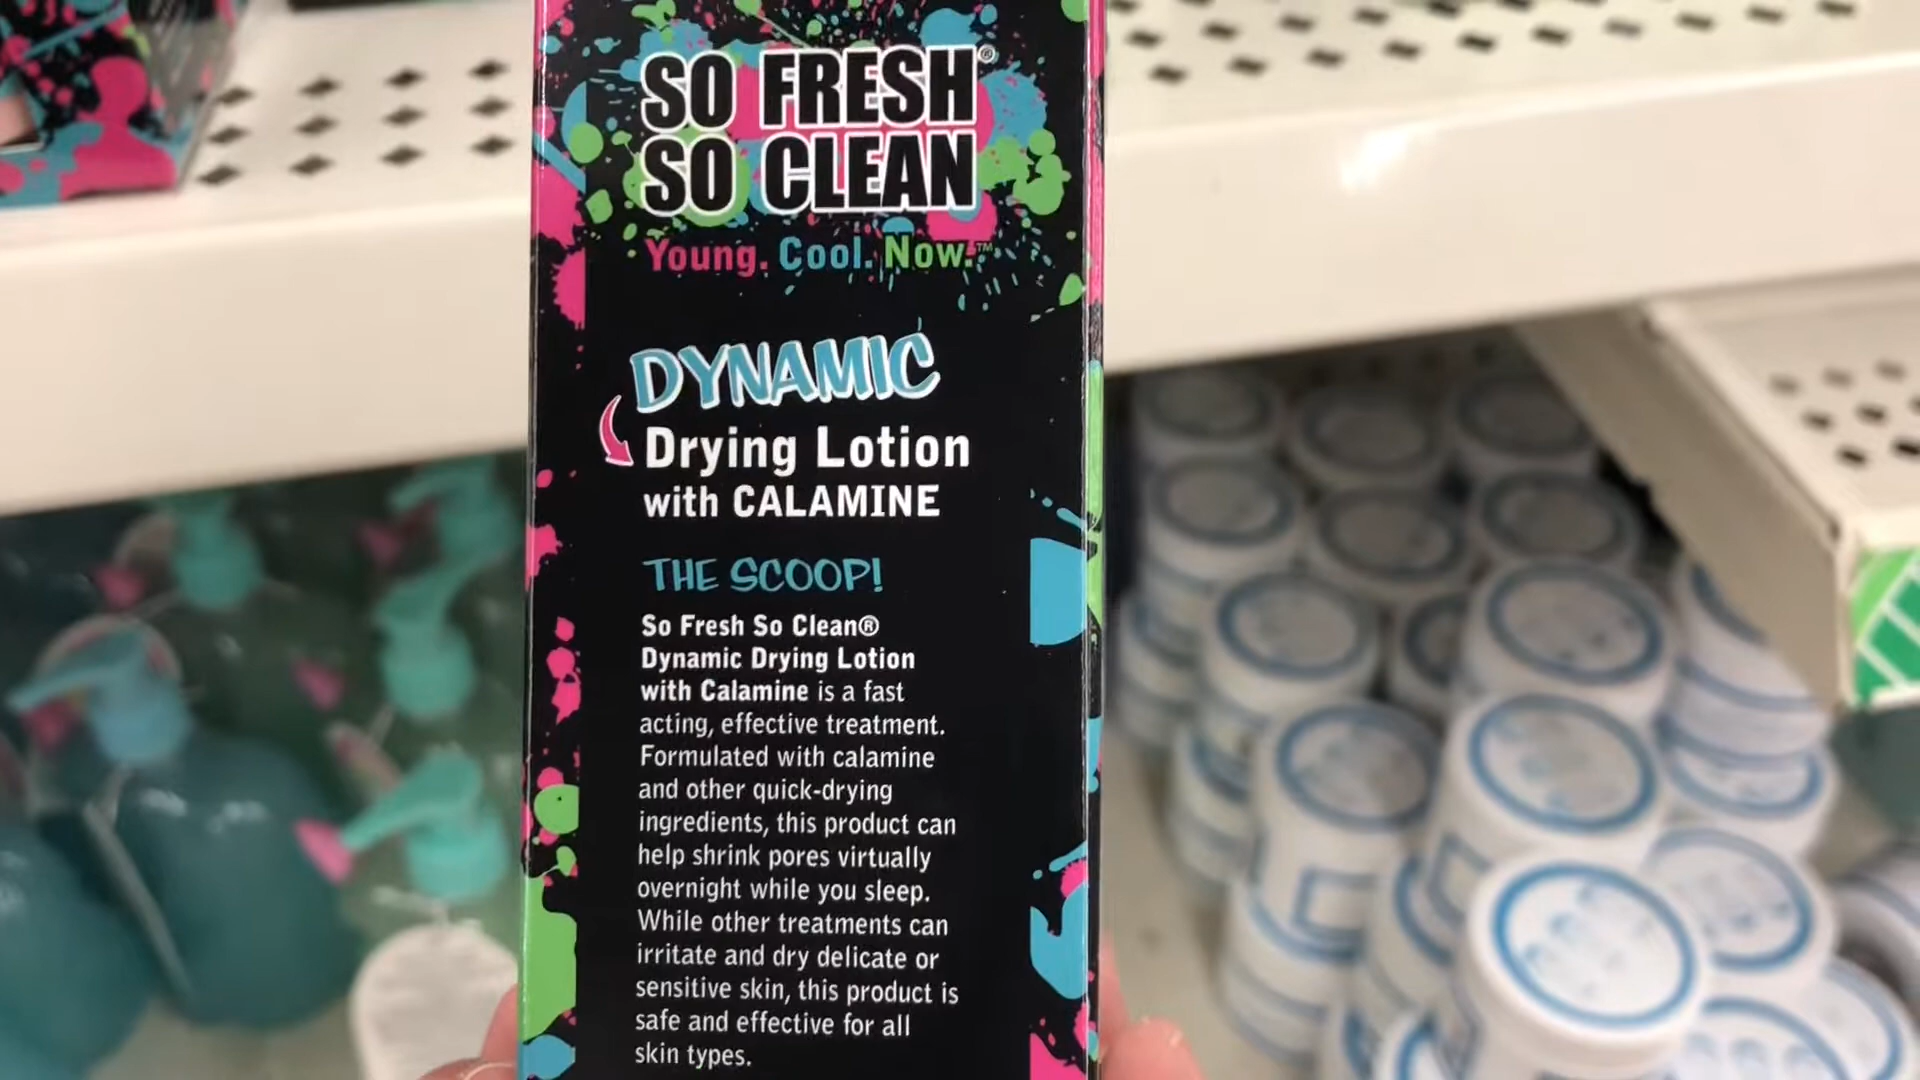 SO FRESH®
SO CLEAN
Young. Cool. Now.™
DYNAMIC
Drying Lotion
with CALAMINE
THE SCOOP!
So Fresh So Clean®
Dynamic Drying Lotion
with Calamine is a fast
acting, effective treatment.
Formulated with calamine
and other quick-drying
ingredients, this product can
help shrink pores virtually
overnight while you sleep.
While other treatments can
irritate and dry delicate or
sensitive skin, this product is
safe and effective for all
skin types.